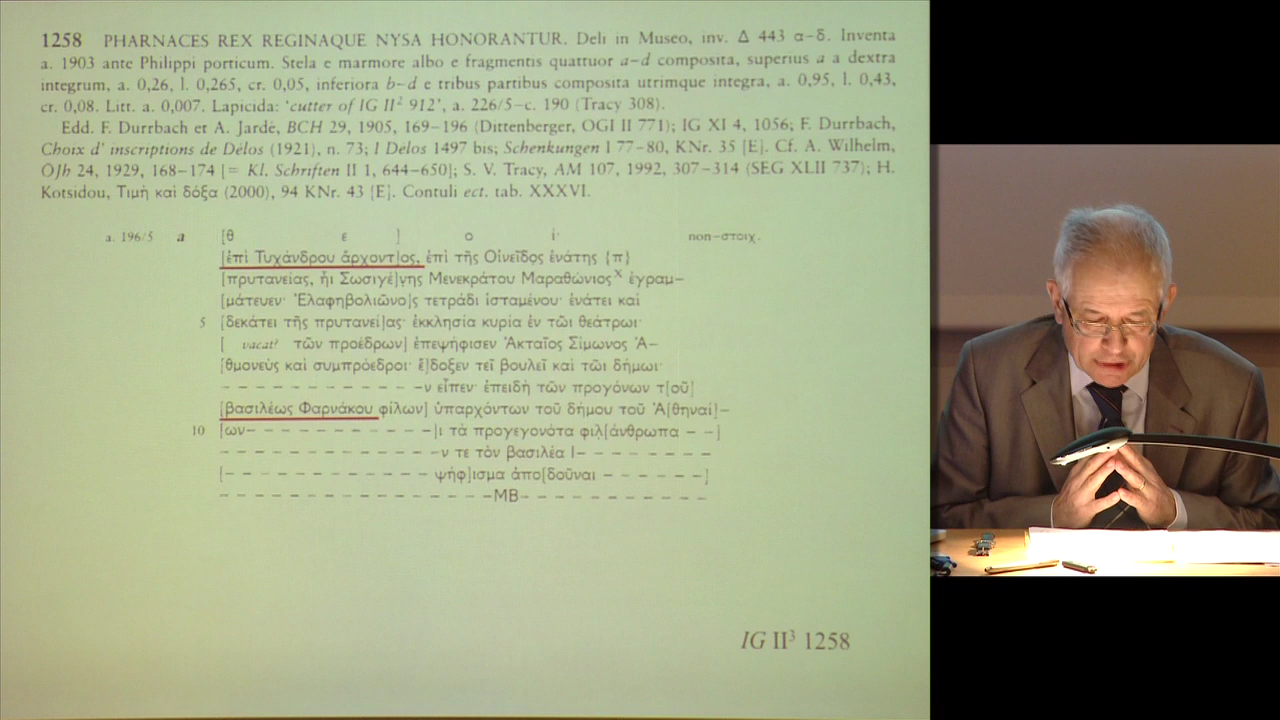 1258 PHARNACES REX REGINAQUE NYSA HONORANTUR. Deli in Museo, inv. Δ 443 α–δ. Inventa
a. 1903 ante Philippi porticum. Stela e marmore albo e fragmentis quattuor a–d composita, superius a a dextra
integrum, a. 0,26, l. 0,265, cr. 0,05, inferiora b–d e tribus partibus composita utrimque integra, a. 0,95, l. 0,43,
cr. 0,08. Litt. a. 0,007. Lapicida: 'cutter of IG II² 912', a. 226/5–c. 190 (Tracy 308).
Edd. F. Durrbach et A. Jardé, BCH 29, 1905, 169–196 (Dittenberger, OGI II 771); IG XI 4, 1056; F. Durrbach,
Choix d' inscriptions de Délos (1921), n. 73; I Délos 1497 bis; Schenkungen I 77–80, KNr. 35 [E]. Cf. A. Wilhelm,
ÖJh 24, 1929, 168–174 [= Kl. Schriften II 1, 644–650]; S. V. Tracy, AM 107, 1992, 307–314 (SEG XLII 737); H.
Kotsidou, Τιμὴ καὶ δόξα (2000), 94 KNr. 43 [E]. Contuli ect. tab. XXXVI.
a. 196/5 a [θ ε ] ο ί· non-στοιχ.
[ἐπὶ Τυχάνδρου ἄρχοντ]ος, ἐπὶ τῆς Οἰνεῖδος ἐνάτης {π}
[πρυτανείας, ἧι Σωσιγέ]νης Μενεκράτου Μαραθώνιος ˣ ἐγραμ–
[μάτευεν· Ἐλαφηβολιῶνο]ς τετράδι ἱσταμένου· ἐνάτει καὶ
5 [δεκάτει τῆς πρυτανεί]ας· ἐκκλησία κυρία ἐν τῶι θεάτρωι·
[ vacat? τῶν προέδρων] ἐπεψήφισεν Ἀκταῖος Σίμωνος Ἀ–
[θμονεὺς καὶ συμπρόεδροι· ἔ]δοξεν τεῖ βουλεῖ καὶ τῶι δήμωι·
– – – – – – – – – – – – – –ν εἶπεν· ἐπειδὴ τῶν προγόνων τ[οῦ]
[βασιλέως Φαρνάκου φίλων] ὑπαρχόντων τοῦ δήμου τοῦ Ἀ[θηναί]–
10 [ων– – – – – – – – – – – –]ι τὰ προγεγονότα φιλ[άνθρωπα – –]
– – – – – – – – – – – – – – –ν τε τὸν βασιλέα Ι– – – – – – – –
[– – – – – – – – – – – – – ψήφ]ισμα ἀπο[δοῦναι – – – – – –]
– – – – – – – – – – – – – – – – – –ΜΒ– – – – – – – – – – –
IG II³ 1258